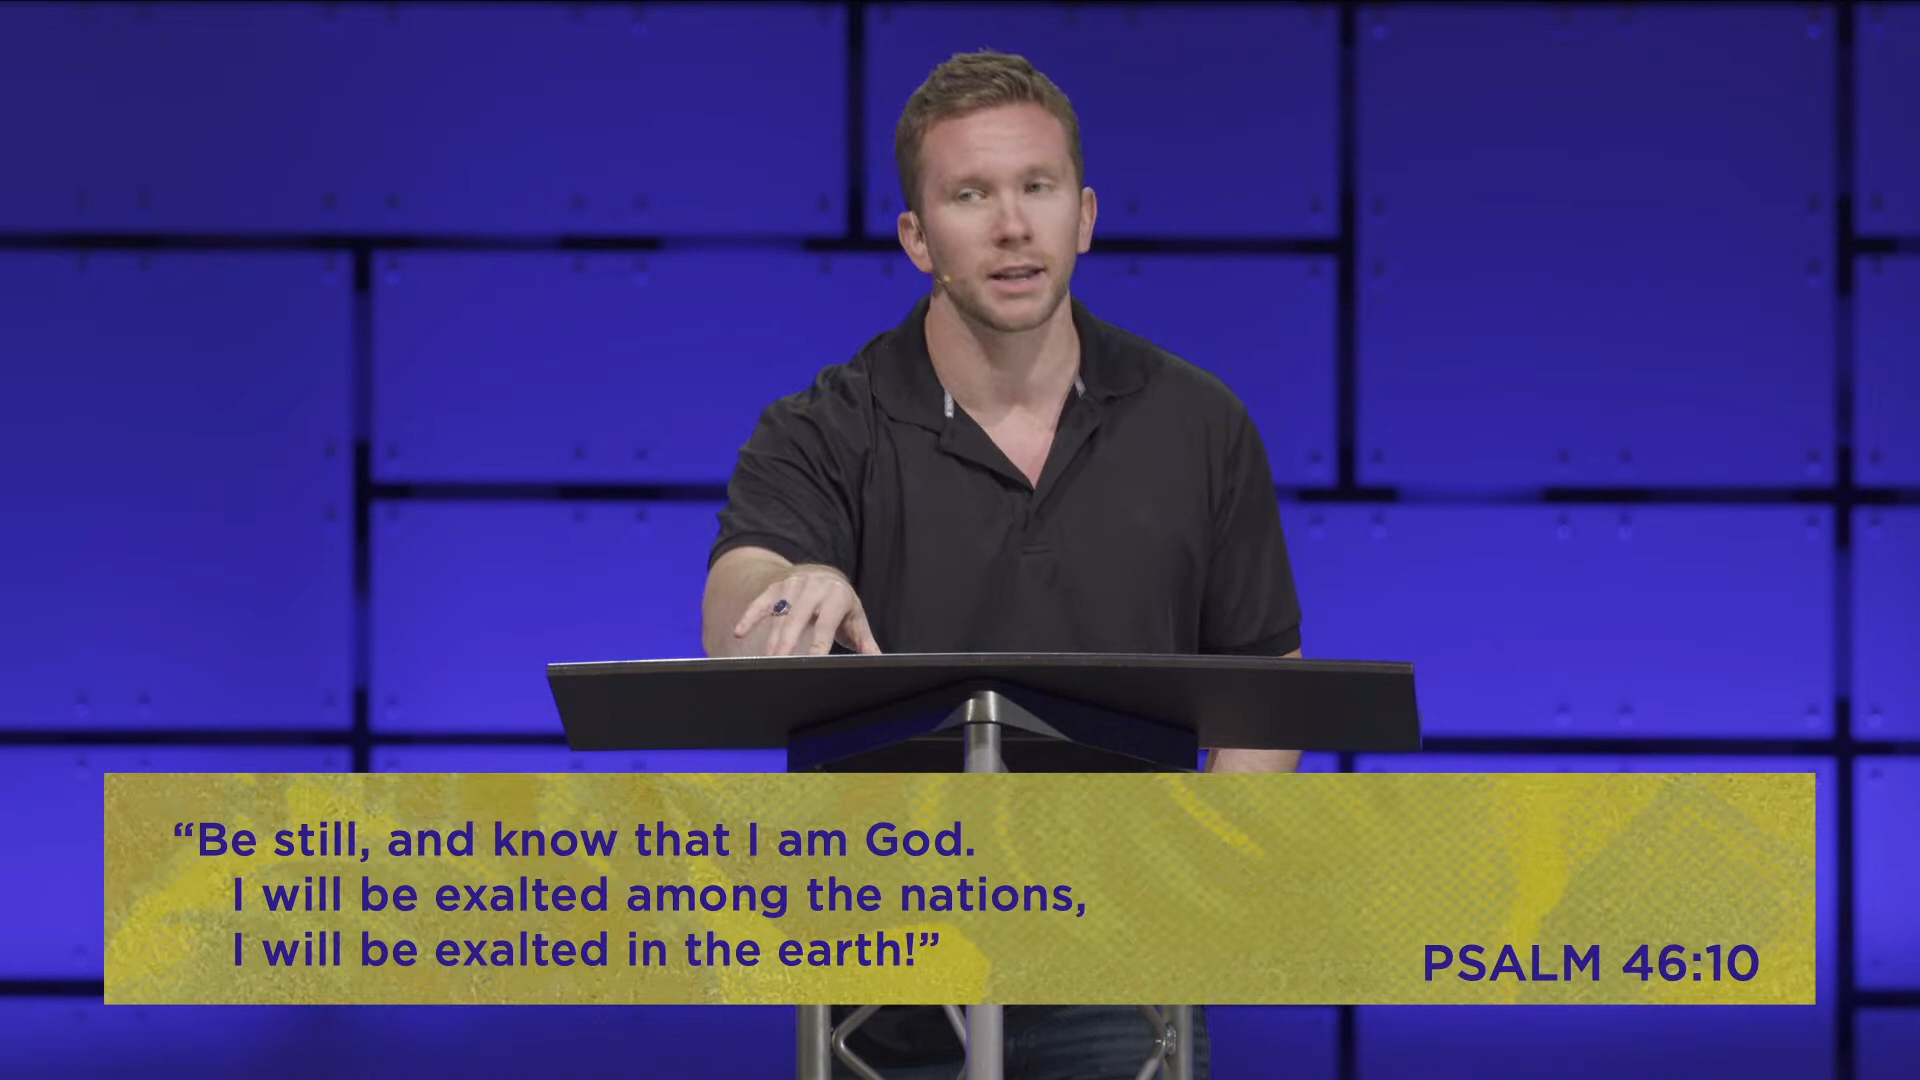 “Be still, and know that I am God.
I will be exalted among the nations,
I will be exalted in the earth!”
PSALM 46:10